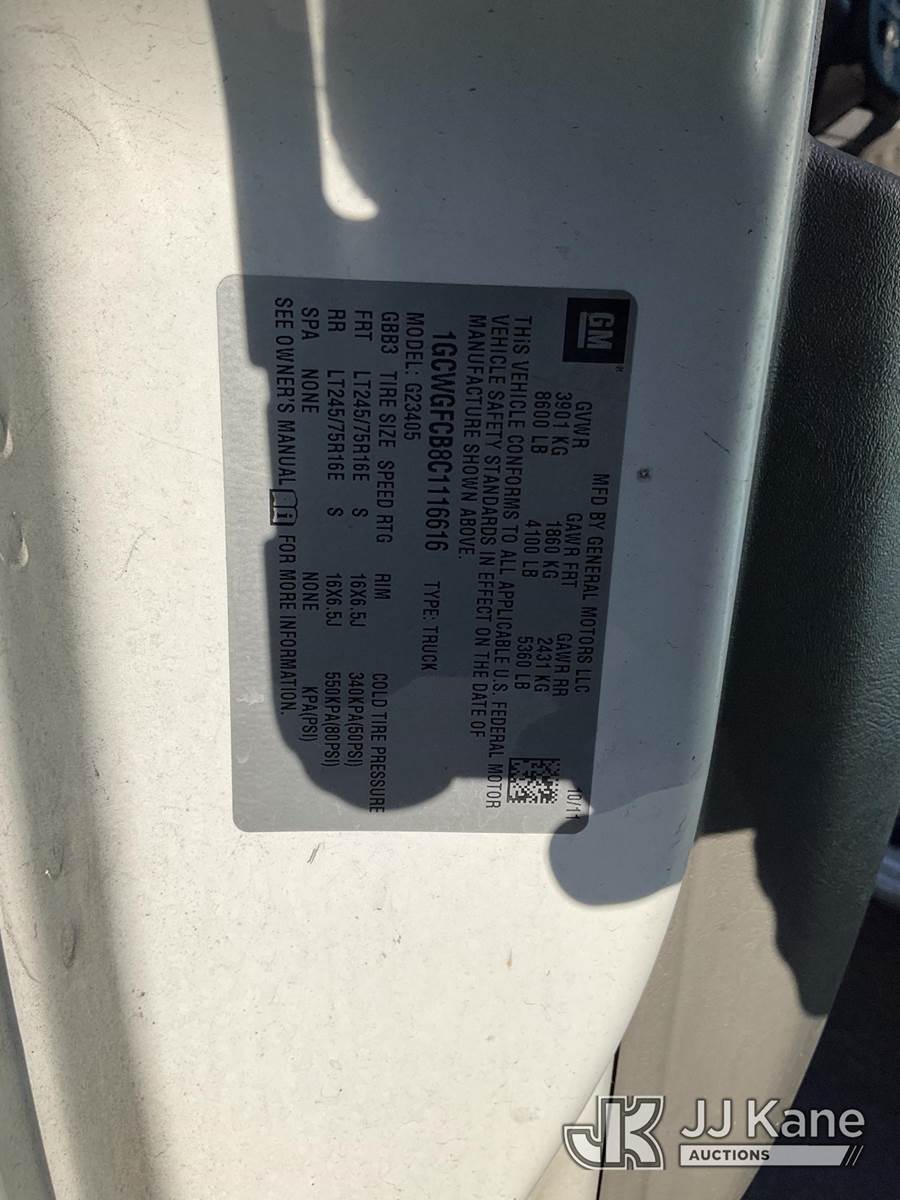 GM
MFD BY GENERAL MOTORS LLC 10/11
GVWR GAWR FRT GAWR RR
3901 KG 1860 KG 2431 KG
8600 LB 4100 LB 5360 LB
THIS VEHICLE CONFORMS TO ALL APPLICABLE U.S. FEDERAL MOTOR
VEHICLE SAFETY STANDARDS IN EFFECT ON THE DATE OF
MANUFACTURE SHOWN ABOVE.
1GCWGFCB8C1116616 TYPE: TRUCK
MODEL: G23405
GBB3 TIRE SIZE SPEED RTG RIM COLD TIRE PRESSURE
FRT LT245/75R16E S 16X6.5J 340KPA(50PSI)
RR LT245/75R16E S 16X6.5J 550KPA(80PSI)
SPA NONE NONE KPA(PSI)
SEE OWNER'S MANUAL i FOR MORE INFORMATION.
JK JJ Kane
AUCTIONS